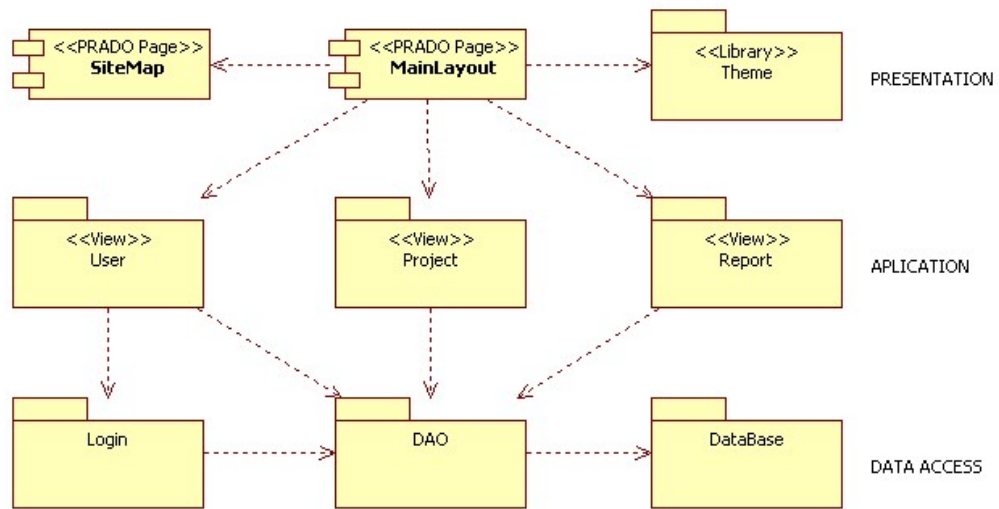 <<PRADO Page>>
SiteMap
<<PRADO Page>>
MainLayout
<<Library>>
Theme
PRESENTATION
<<View>>
User
<<View>>
Project
<<View>>
Report
APLICATION
Login
DAO
DataBase
DATA ACCESS